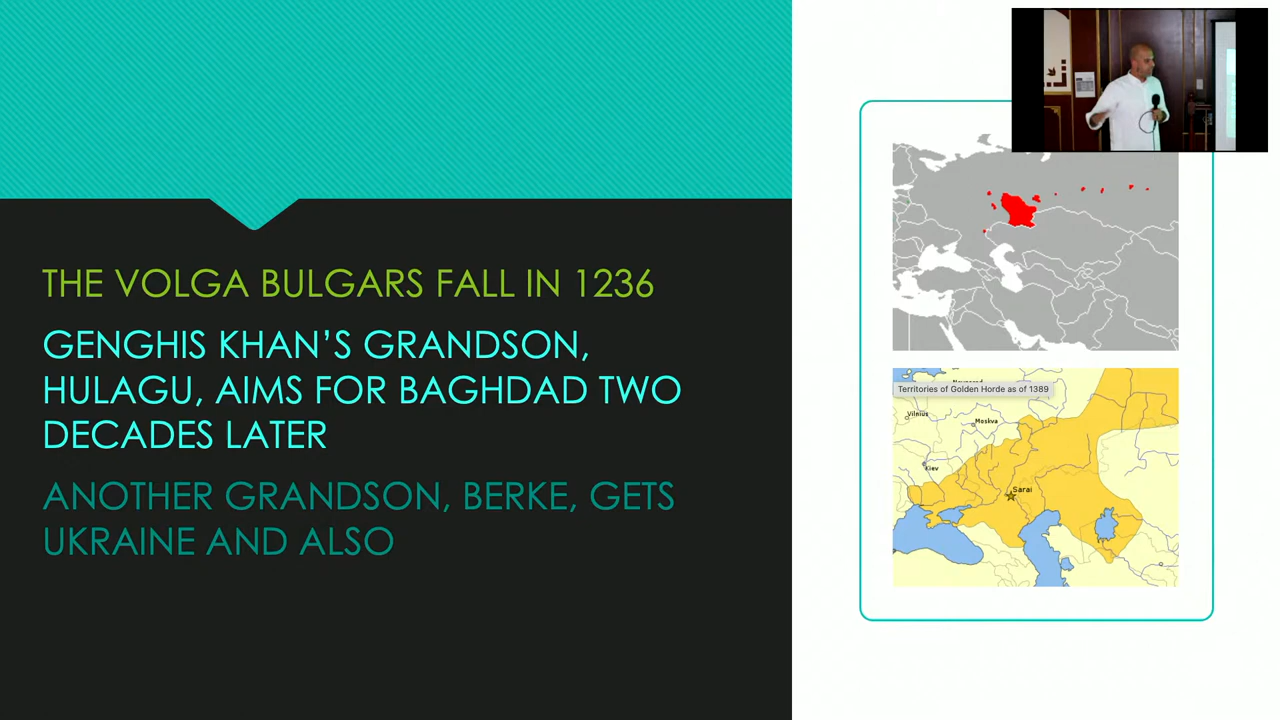 THE VOLGA BULGARS FALL IN 1236
GENGHIS KHAN'S GRANDSON,
HULAGU, AIMS FOR BAGHDAD TWO
DECADES LATER
ANOTHER GRANDSON, BERKE, GETS
UKRAINE AND ALSO
Territories of Golden Horde as of 1389
Vilnius
Moskva
Kiev
Sarai